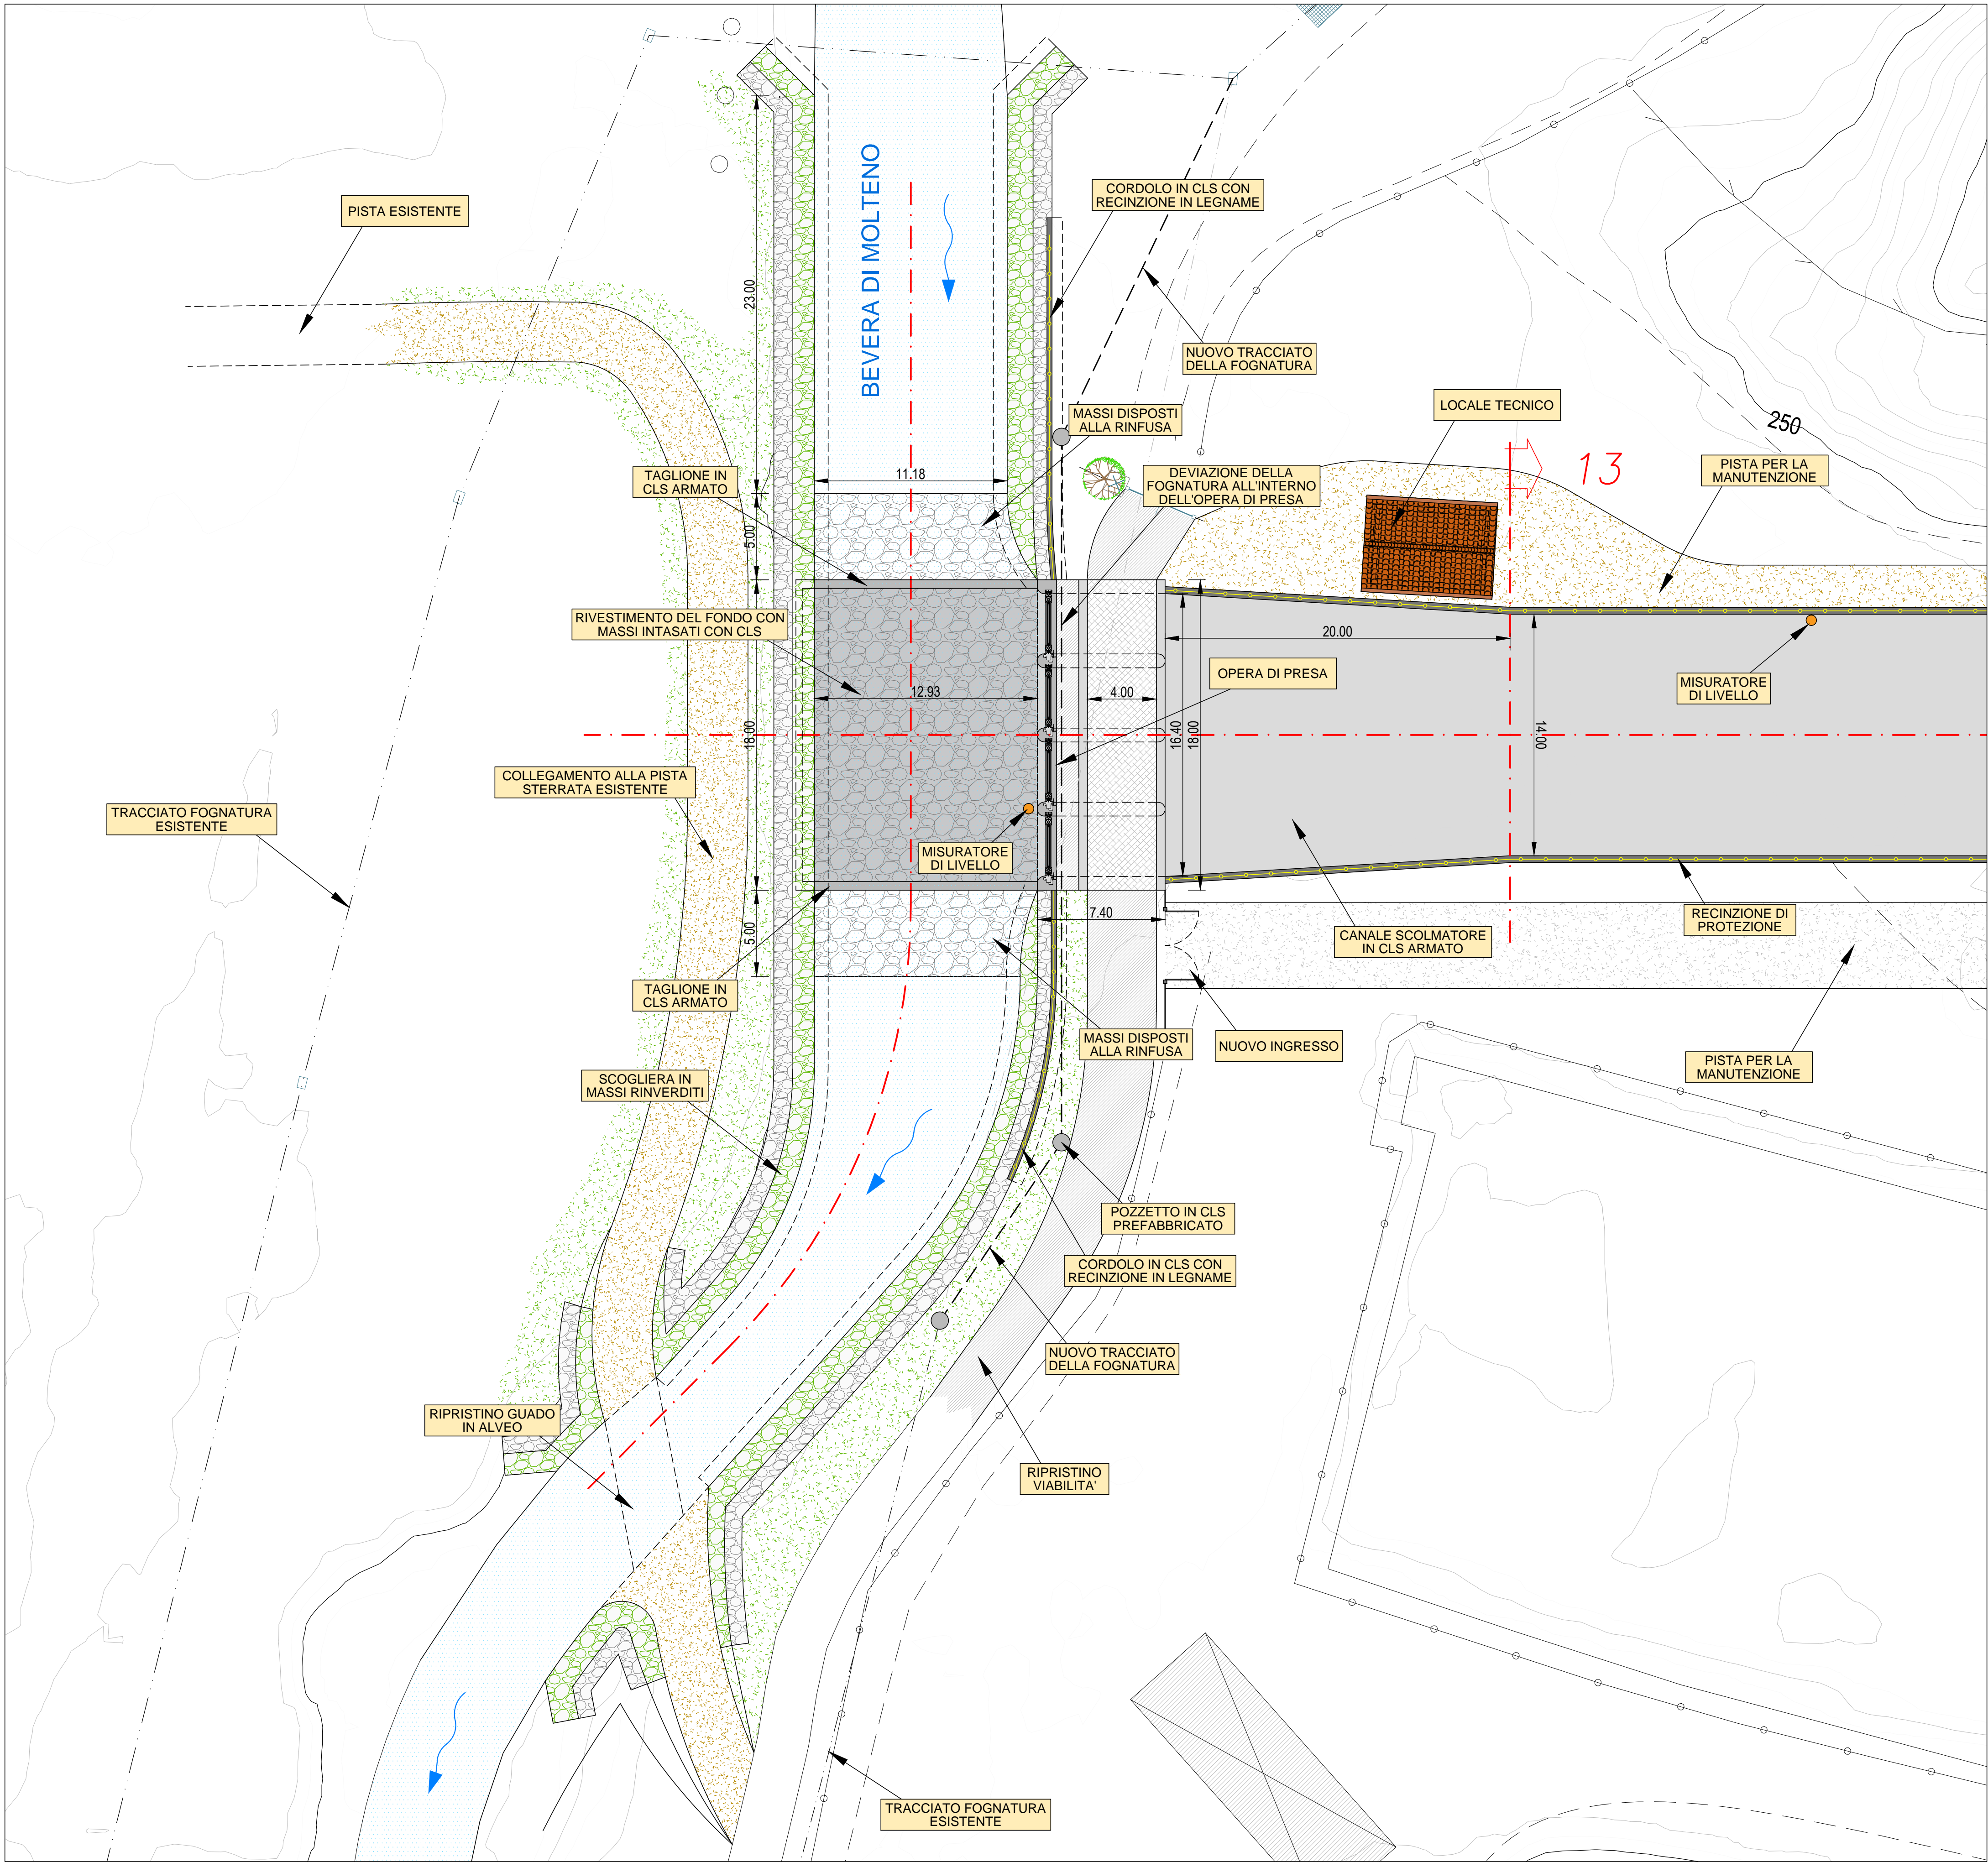 BEVERA DI MOLTENO
CORDOLO IN CLS CON
RECINZIONE IN LEGNAME
PISTA ESISTENTE
23.00
NUOVO TRACCIATO
DELLA FOGNATURA
LOCALE TECNICO
MASSI DISPOSTI
ALLA RINFUSA
250
13
PISTA PER LA
MANUTENZIONE
TAGLIONE IN
CLS ARMATO
11.18
DEVIAZIONE DELLA
FOGNATURA ALL'INTERNO
DELL'OPERA DI PRESA
5.00
RIVESTIMENTO DEL FONDO CON
MASSI INTASATI CON CLS
20.00
OPERA DI PRESA
MISURATORE
DI LIVELLO
12.93
4.00
18.00
16.40
18.00
14.00
COLLEGAMENTO ALLA PISTA
STERRATA ESISTENTE
TRACCIATO FOGNATURA
ESISTENTE
MISURATORE
DI LIVELLO
7.40
5.00
RECINZIONE DI
PROTEZIONE
CANALE SCOLMATORE
IN CLS ARMATO
TAGLIONE IN
CLS ARMATO
MASSI DISPOSTI
ALLA RINFUSA
NUOVO INGRESSO
PISTA PER LA
MANUTENZIONE
SCOGLIERA IN
MASSI RINVERDITI
POZZETTO IN CLS
PREFABBRICATO
CORDOLO IN CLS CON
RECINZIONE IN LEGNAME
NUOVO TRACCIATO
DELLA FOGNATURA
RIPRISTINO GUADO
IN ALVEO
RIPRISTINO
VIABILITA'
TRACCIATO FOGNATURA
ESISTENTE